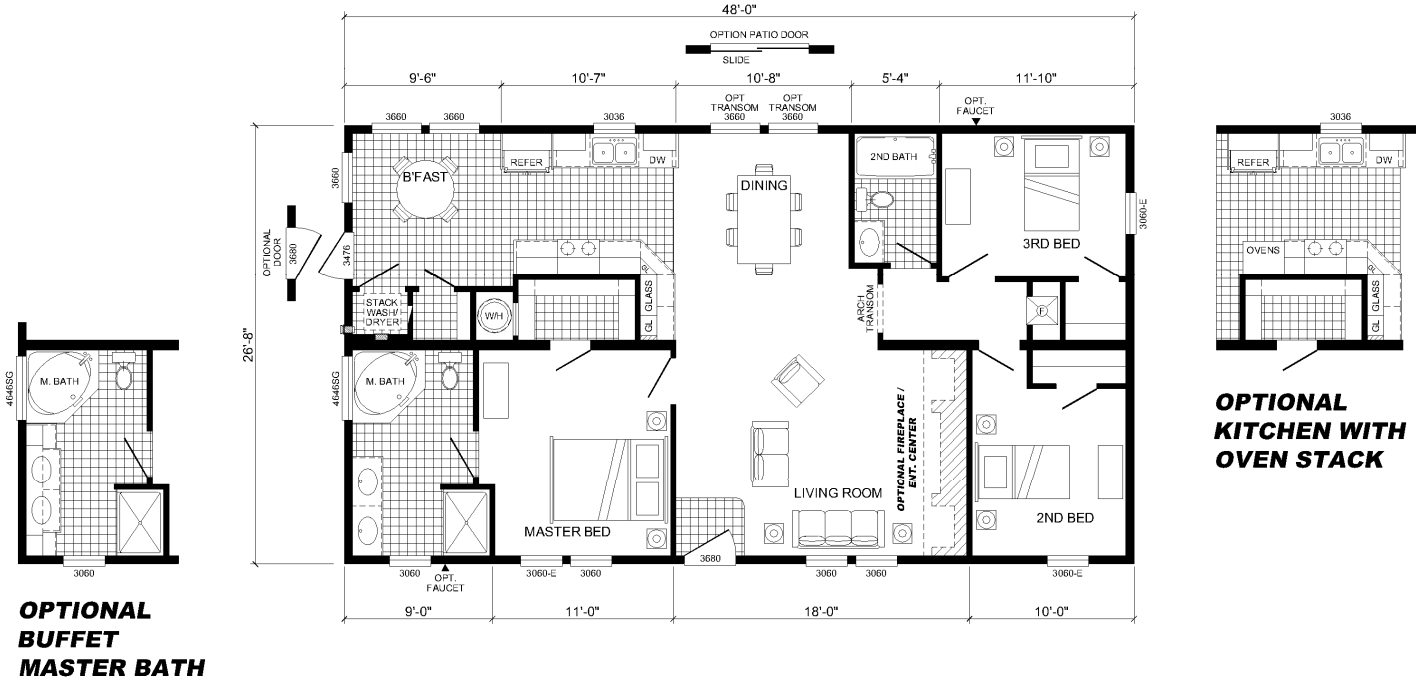 48'-0"
OPTION PATIO DOOR
SLIDE
9'-6"
10'-7"
10'-8"
5'-4"
11'-10"
OPT
TRANSOM
OPT
TRANSOM
OPT.
FAUCET
3660
3660
3036
3660
3660
3036
REFER
DW
2ND BATH
REFER
DW
B'FAST
DINING
3660
3060-E
OPTIONAL
DOOR
3680
3476
3RD BED
OVENS
STACK
WASH/
DRYER
W/H
GL
GLASS
ARCH
TRANSOM
F
GL
GLASS
26'-8"
4646SG
M. BATH
4646SG
M. BATH
OPTIONAL FIREPLACE /
ENT. CENTER
OPTIONAL
KITCHEN WITH
OVEN STACK
LIVING ROOM
MASTER BED
2ND BED
3060
3060
OPT.
FAUCET
3060-E
3060
3680
3060
3060
3060-E
9'-0"
11'-0"
18'-0"
10'-0"
OPTIONAL
BUFFET
MASTER BATH